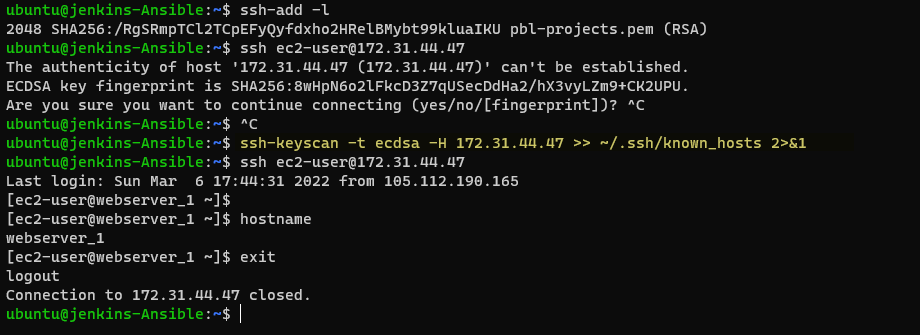 ubuntu@jenkins-Ansible:~$ ssh-add -l
2048 SHA256:/RgSRmpTCl2TCpEFyQyfdxho2HRelBMybt99kluaIKU pbl-projects.pem (RSA)
ubuntu@jenkins-Ansible:~$ ssh ec2-user@172.31.44.47
The authenticity of host '172.31.44.47 (172.31.44.47)' can't be established.
ECDSA key fingerprint is SHA256:8wHpN6o2lFkcD3Z7qUSecDdHa2/hX3vyLZm9+CK2UPU.
Are you sure you want to continue connecting (yes/no/[fingerprint])? ^C
ubuntu@jenkins-Ansible:~$ ^C
ubuntu@jenkins-Ansible:~$ ssh-keyscan -t ecdsa -H 172.31.44.47 >> ~/.ssh/known_hosts 2>&1
ubuntu@jenkins-Ansible:~$ ssh ec2-user@172.31.44.47
Last login: Sun Mar  6 17:44:31 2022 from 105.112.190.165
[ec2-user@webserver_1 ~]$
[ec2-user@webserver_1 ~]$ hostname
webserver_1
[ec2-user@webserver_1 ~]$ exit
logout
Connection to 172.31.44.47 closed.
ubuntu@jenkins-Ansible:~$